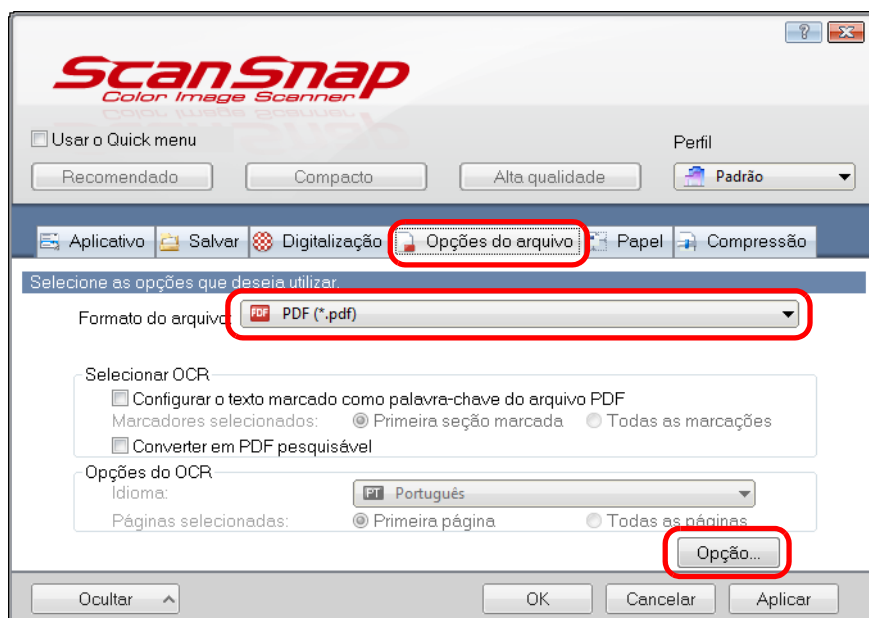 ScanSnap
Color Image Scanner
Usar o Quick menu
Perfil
Recomendado Compacto Alta qualidade Padrão
Aplicativo Salvar Digitalização Opções do arquivo Papel Compressão
Selecione as opções que deseja utilizar.
Formato do arquivo: PDF PDF (*.pdf)
Selecionar OCR
Configurar o texto marcado como palavra-chave do arquivo PDF
Marcadores selecionados: Primeira seção marcada Todas as marcações
Converter em PDF pesquisável
Opções do OCR
Idioma: PT Português
Páginas selecionadas: Primeira página Todas as páginas
Opção...
Ocultar OK Cancelar Aplicar